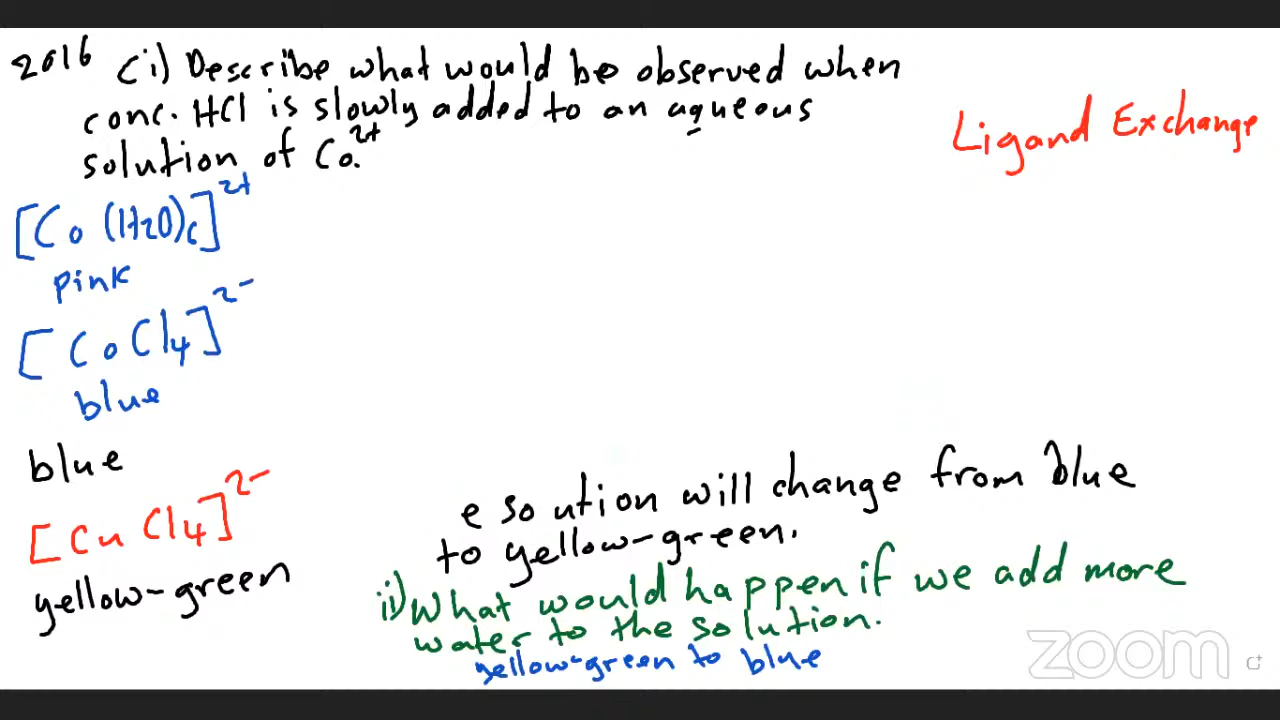 2016 (i) Describe what would be observed when
conc. HCl is slowly added to an aqueous
solution of Co²⁺.
Ligand Exchange
[Co(H2O)6]²⁺
pink
[CoCl4]²⁻
blue
blue
[CuCl4]²⁻
yellow-green
e so ution will change from blue
to yellow-green.
ii) What would happen if we add more
water to the solution.
yellow-green to blue
zoom